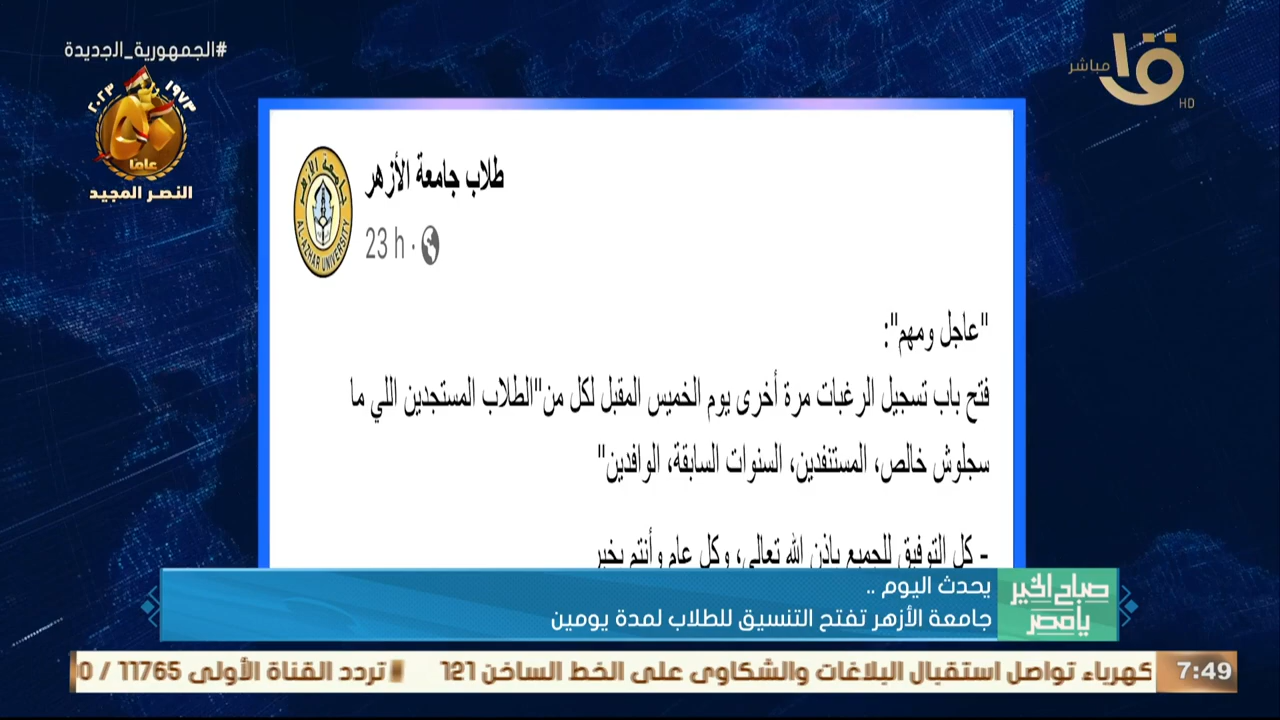 #الجمهورية_الجديدة
١٩٧٣
٢٠٢٣
٥٠
عاما
النصر المجيد
مباشر
HD
طلاب جامعة الأزهر
جامعة الأزهر
AL-AZHAR UNIVERSITY
23 h ·
"عاجل ومهم":
فتح باب تسجيل الرغبات مرة أخرى يوم الخميس المقبل لكل من"الطلاب المستجدين اللي ما
سجلوش خالص، المستنفدين، السنوات السابقة، الوافدين"
- كل التوفيق للجميع بإذن الله تعالى، وكل عام وأنتم بخير
صباح الخير
يا مصر
يحدث اليوم ..
جامعة الأزهر تفتح التنسيق للطلاب لمدة يومين
7:49
كهرباء تواصل استقبال البلاغات والشكاوى على الخط الساخن 121 تردد القناة الأولى 11765 / 0